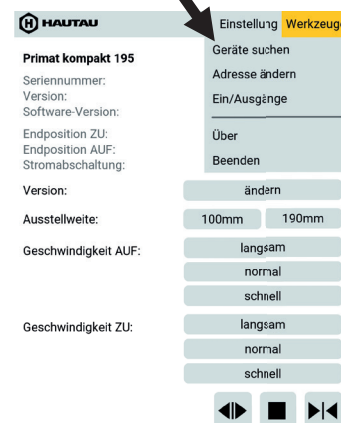 HAUTAU
Einstellung Werkzeuge
Geräte suchen
Adresse ändern
Ein/Ausgänge
Über
Beenden
Primat kompakt 195
Seriennummer:
Version:
Software-Version:
Endposition ZU:
Endposition AUF:
Stromabschaltung:
Version: ändern
Ausstellweite: 100mm 190mm
Geschwindigkeit AUF: langsam
normal
schnell
Geschwindigkeit ZU: langsam
normal
schnell